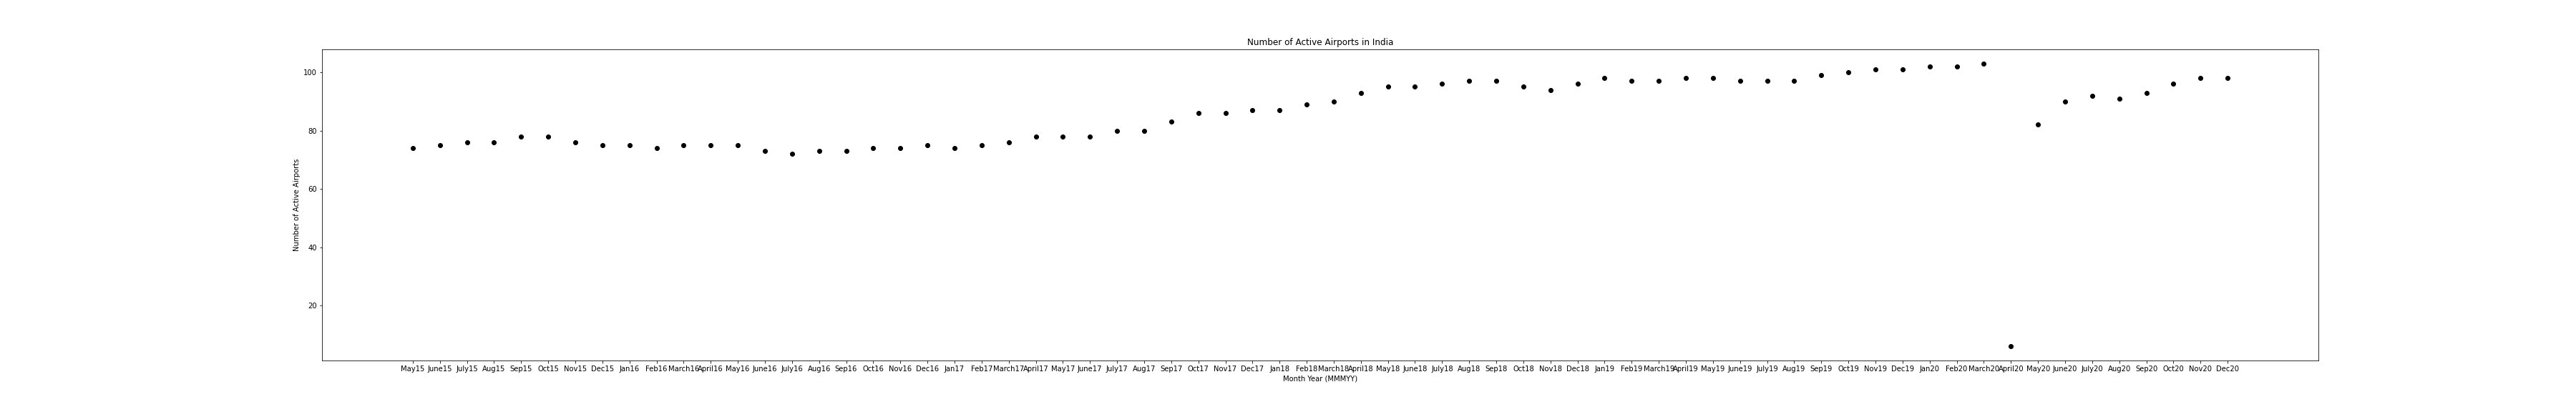 Number of Active Airports in India
100
80
60
40
20
Number of Active Airports
May15 June15 July15 Aug15 Sep15 Oct15 Nov15 Dec15 Jan16 Feb16 March16 April16 May16 June16 July16 Aug16 Sep16 Oct16 Nov16 Dec16 Jan17 Feb17 March17 April17 May17 June17 July17 Aug17 Sep17 Oct17 Nov17 Dec17 Jan18 Feb18 March18 April18 May18 June18 July18 Aug18 Sep18 Oct18 Nov18 Dec18 Jan19 Feb19 March19 April19 May19 June19 July19 Aug19 Sep19 Oct19 Nov19 Dec19 Jan20 Feb20 March20 April20 May20 June20 July20 Aug20 Sep20 Oct20 Nov20 Dec20
Month Year (MMMYY)